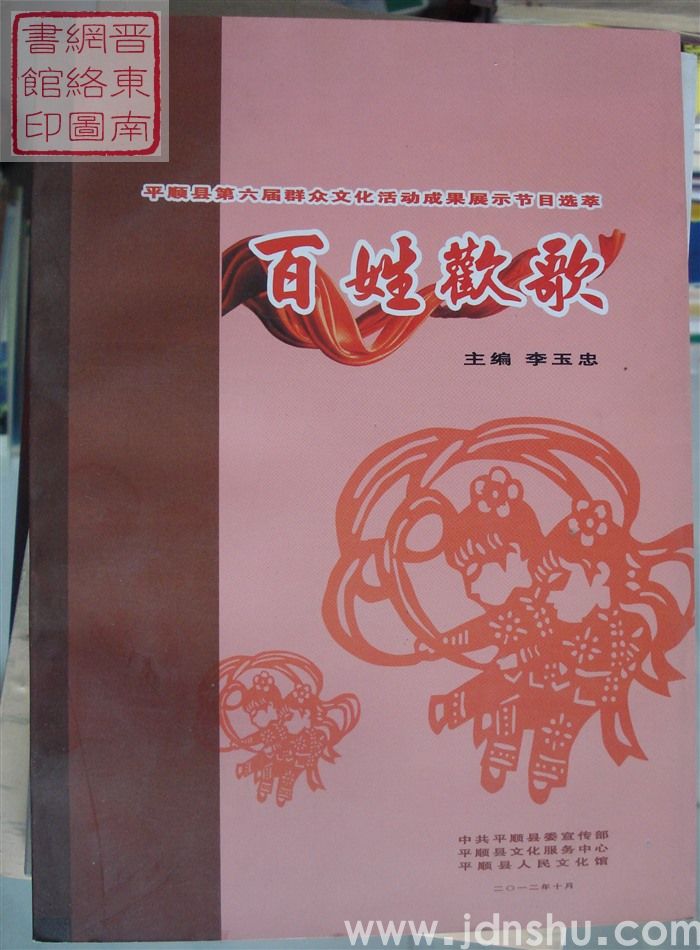 晋东南
網絡圖
書館印
平顺县第六届群众文化活动成果展示节目选萃
百姓歡歌
主编 李玉忠
中共平顺县委宣传部
平顺县文化服务中心
平顺县人民文化馆
二〇一二年十月
www.jdnshu.com